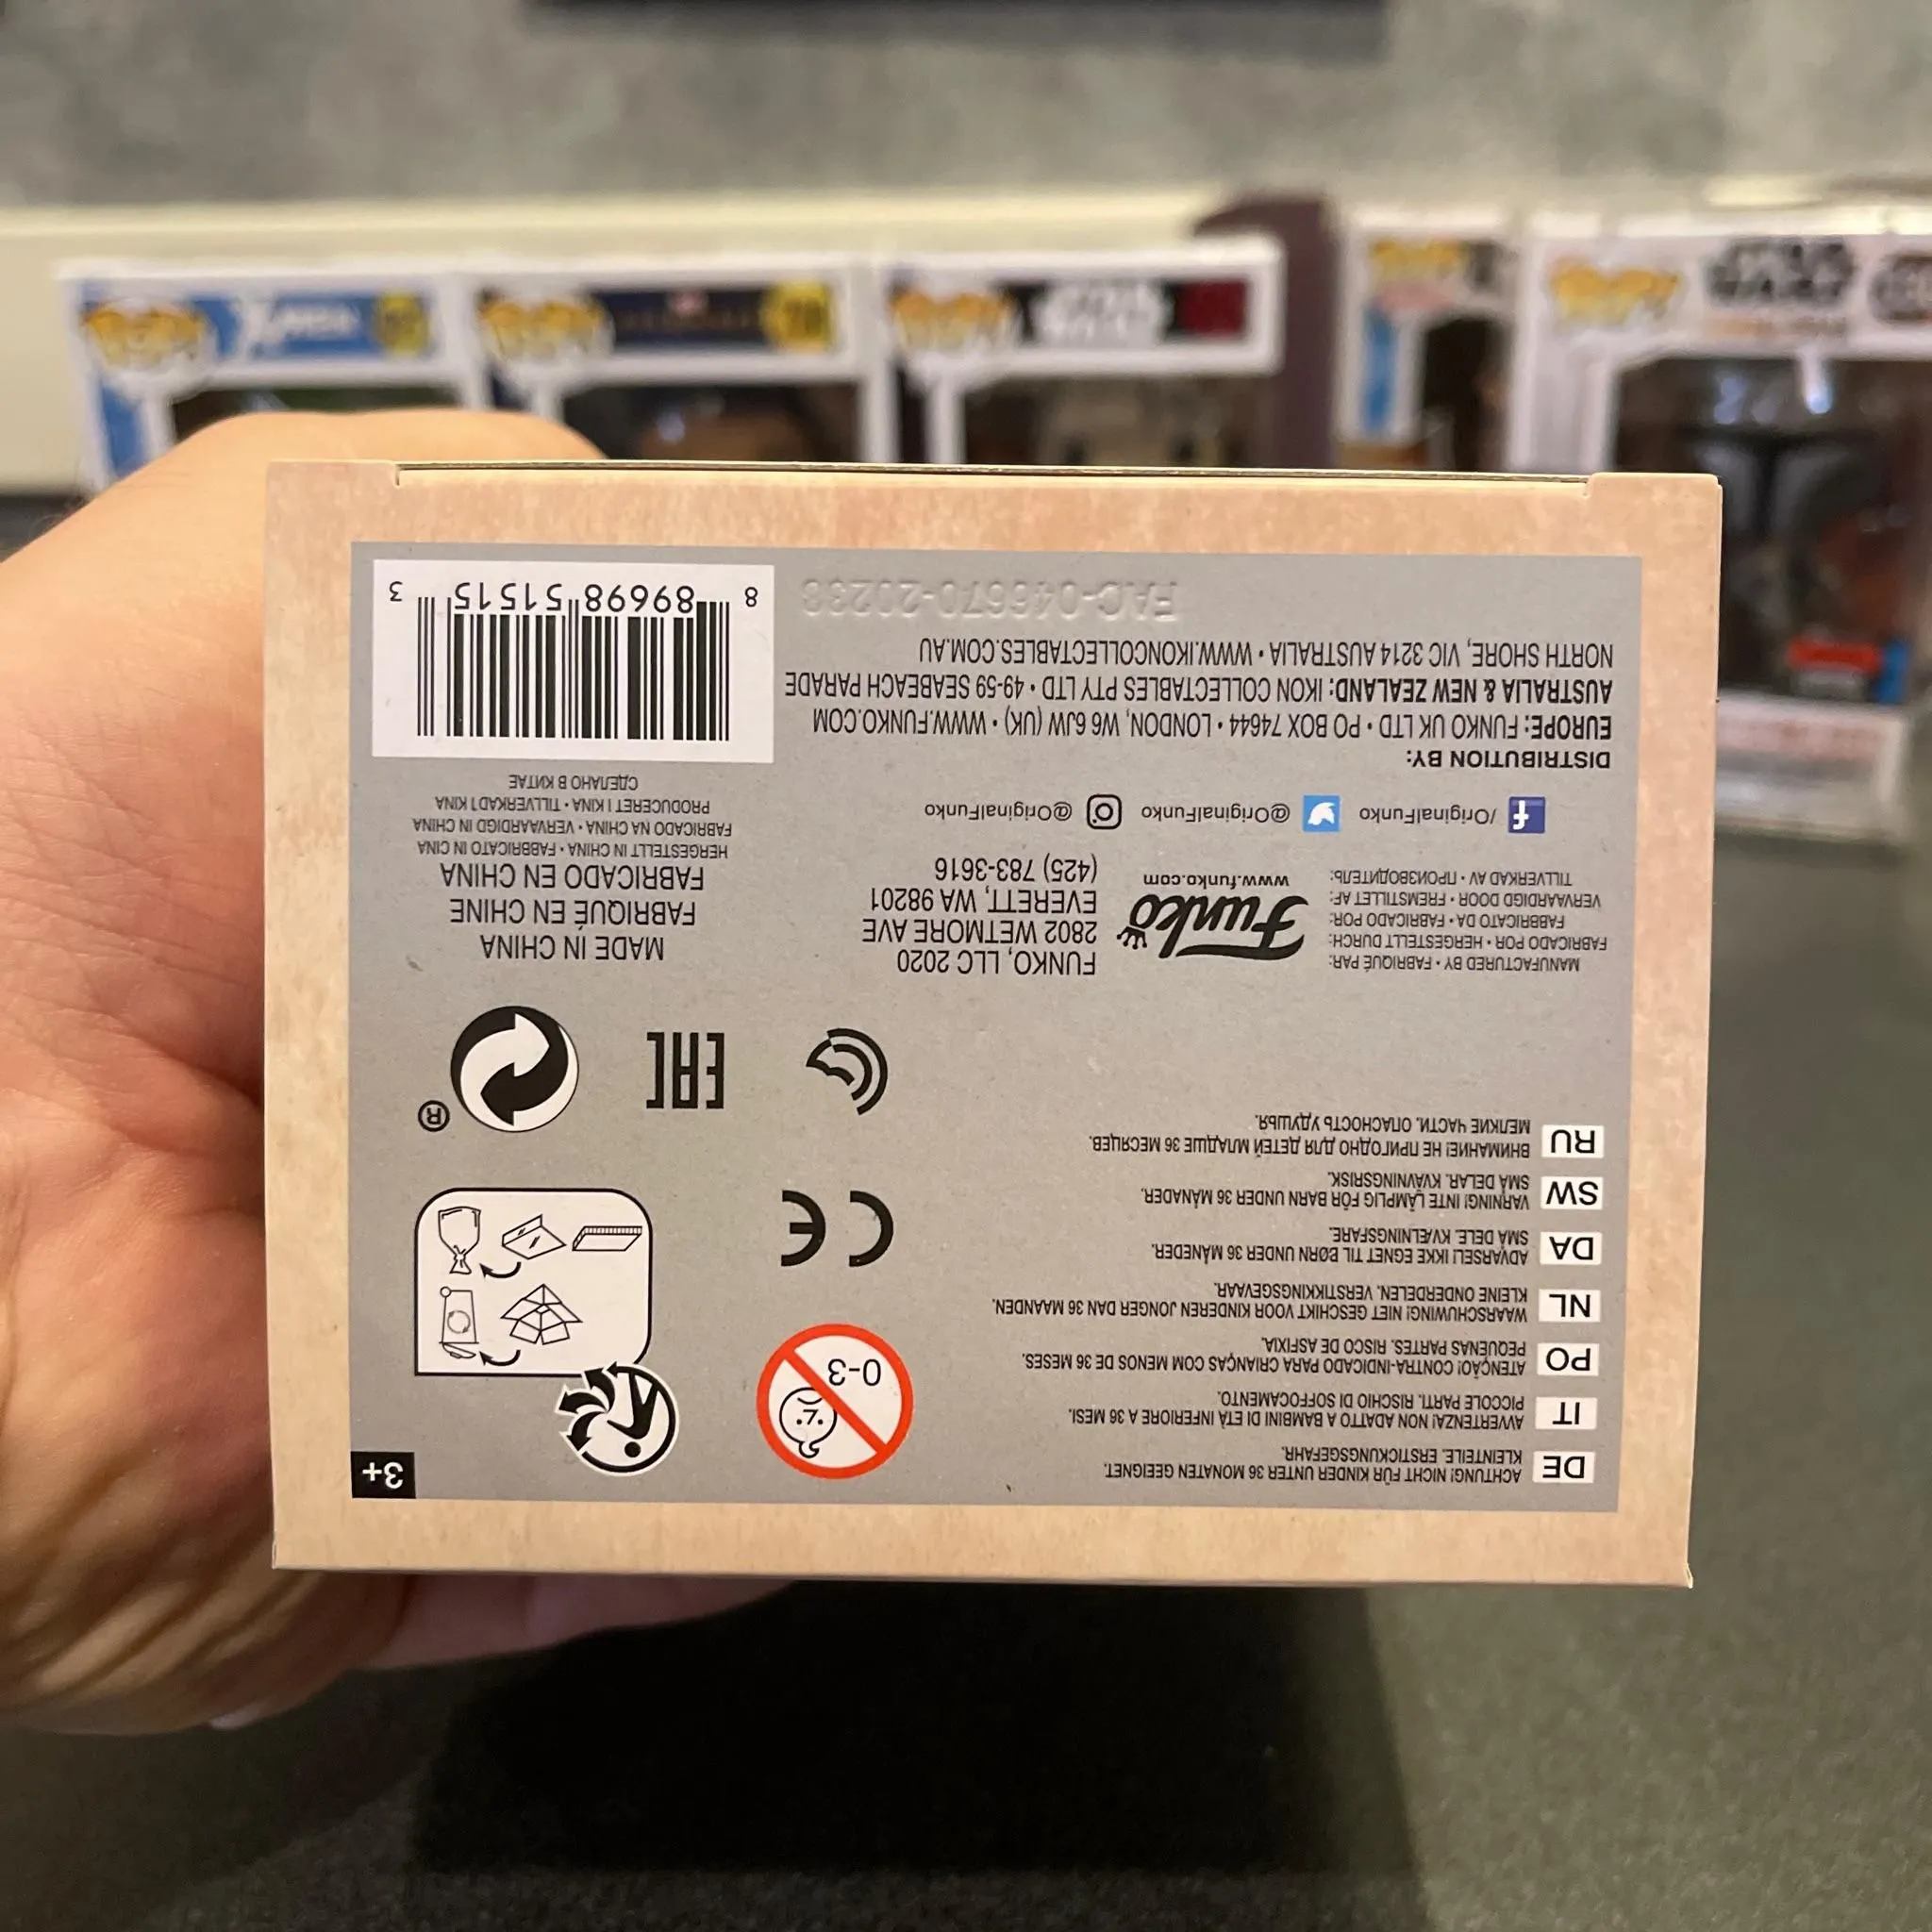 3+
DE
ACHTUNG! NICHT FÜR KINDER UNTER 36 MONATEN GEEIGNET.
KLEINTEILE. ERSTICKUNGSGEFAHR.
IT
AVVERTENZA! NON ADATTO A BAMBINI DI ETÀ INFERIORE A 36 MESI.
PICCOLE PARTI. RISCHIO DI SOFFOCAMENTO.
PO
ATENÇÃO! CONTRA-INDICADO PARA CRIANÇAS COM MENOS DE 36 MESES.
PEQUENAS PARTES. RISCO DE ASFIXIA.
NL
WAARSCHUWING! NIET GESCHIKT VOOR KINDEREN JONGER DAN 36 MAANDEN.
KLEINE ONDERDELEN. VERSTIKKINGSGEVAAR.
DA
ADVARSEL! IKKE EGNET TIL BØRN UNDER 36 MÅNEDER.
SMÅ DELE. KVÆLNINGSFARE.
SW
VARNING! INTE LÄMPLIG FÖR BARN UNDER 36 MÅNADER.
SMÅ DELAR. KVÄVNINGSRISK.
RU
ВНИМАНИЕ! НЕ ПРИГОДНО ДЛЯ ДЕТЕЙ МЛАДШЕ 36 МЕСЯЦЕВ.
МЕЛКИЕ ЧАСТИ. ОПАСНОСТЬ УДУШЬЯ.
0-3
CE
EAC
®
MANUFACTURED BY • FABRIQUÉ PAR:
FABRICADO POR • HERGESTELLT DURCH:
FABBRICATO DA • FABRICADO POR:
VERVAARDIGD DOOR • FREMSTILLET AF:
TILLVERKAD AV • ПРОИЗВОДИТЕЛЬ:
Funko
www.funko.com
FUNKO, LLC 2020
2802 WETMORE AVE
EVERETT, WA 98201
(425) 783-3616
MADE IN CHINA
FABRIQUÉ EN CHINE
FABRICADO EN CHINA
HERGESTELLT IN CHINA • FABBRICATO IN CINA
FABRICADO NA CHINA • VERVAARDIGD IN CHINA
PRODUCERET I KINA • TILLVERKAD I KINA
СДЕЛАНО В КИТАЕ
/OriginalFunko @OriginalFunko @OriginalFunko
DISTRIBUTION BY:
EUROPE: FUNKO UK LTD • PO BOX 74644 • LONDON, W6 6JW (UK) • WWW.FUNKO.COM
AUSTRALIA & NEW ZEALAND: IKON COLLECTABLES PTY LTD • 49-59 SEABEACH PARADE
NORTH SHORE, VIC 3214 AUSTRALIA • WWW.IKONCOLLECTABLES.COM.AU
8 89698 51515 3
POP!
X-MEN
POP!
POP!
STAR WARS
POP!
POP!
STAR WARS